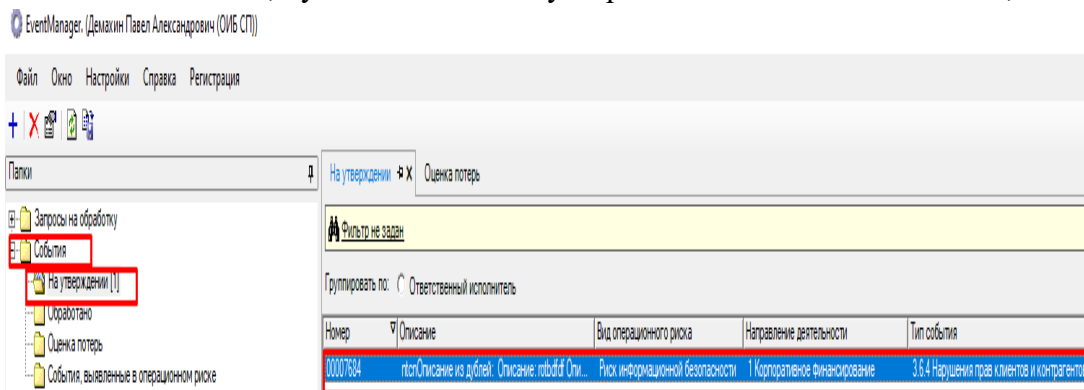 EventManager. (Демахин Павел Александрович (ОИБ СП))
Файл Окно Настройки Справка Регистрация
Папки
На утверждении Оценка потерь
Запросы на обработку
Фильтр не задан
События
На утверждении [1]
Группировать по: Ответственный исполнитель
Обработано
Номер Описание Вид операционного риска Направление деятельности Тип события
Оценка потерь
00007684 ntcnОписание из дублей: Описание: rotbdfdf Опи... Риск информационной безопасности 1 Корпоративное финансирование 3.6.4 Нарушения прав клиентов и контрагентов
События, выявленные в операционном риске